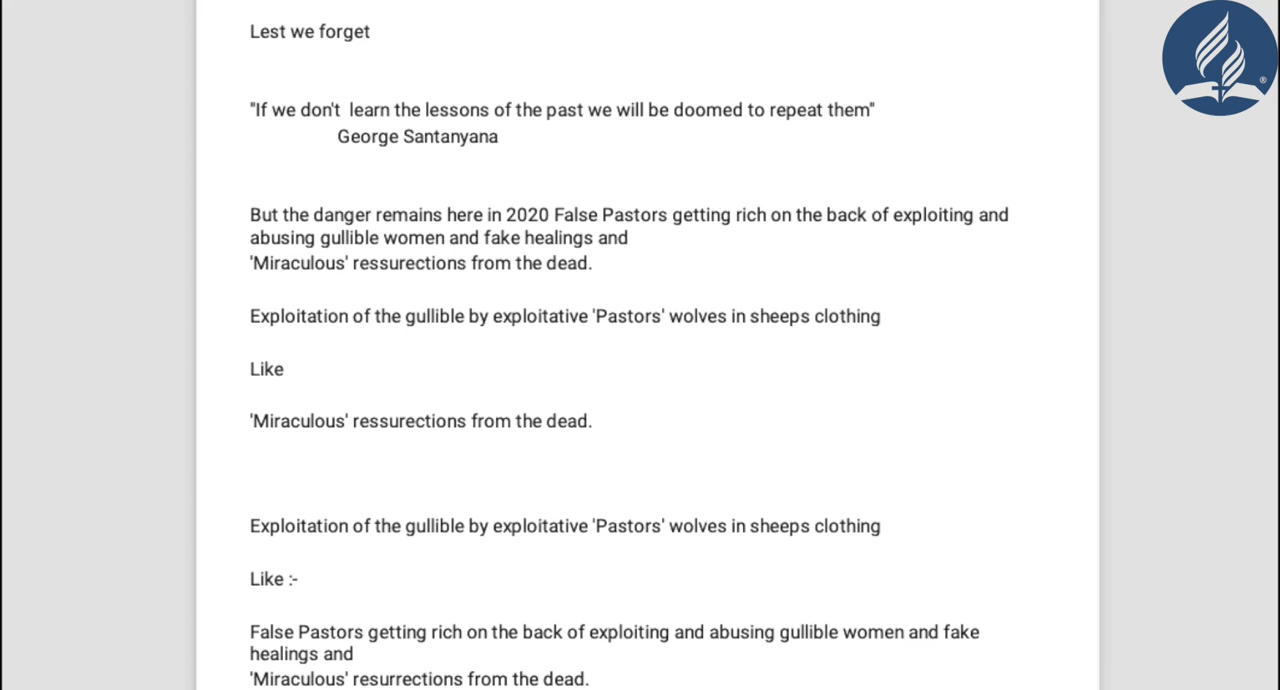 Lest we forget
"If we don't  learn the lessons of the past we will be doomed to repeat them"
George Santanyana
But the danger remains here in 2020 False Pastors getting rich on the back of exploiting and
abusing gullible women and fake healings and
'Miraculous' ressurections from the dead.
Exploitation of the gullible by exploitative 'Pastors' wolves in sheeps clothing
Like
'Miraculous' ressurections from the dead.
Exploitation of the gullible by exploitative 'Pastors' wolves in sheeps clothing
Like :-
False Pastors getting rich on the back of exploiting and abusing gullible women and fake
healings and
'Miraculous' resurrections from the dead.
®